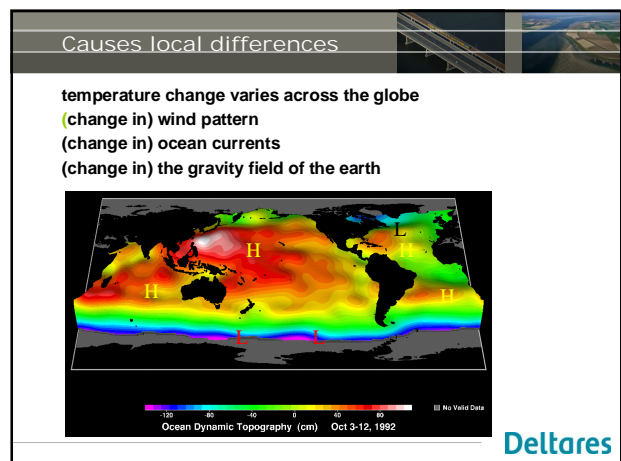 Causes local differences
temperature change varies across the globe
(change in) wind pattern
(change in) ocean currents
(change in) the gravity field of the earth
L
H
H
H
H
L
L
-120 -80 -40 0 40 80
No Valid Data
Ocean Dynamic Topography (cm) Oct 3-12, 1992
Deltares